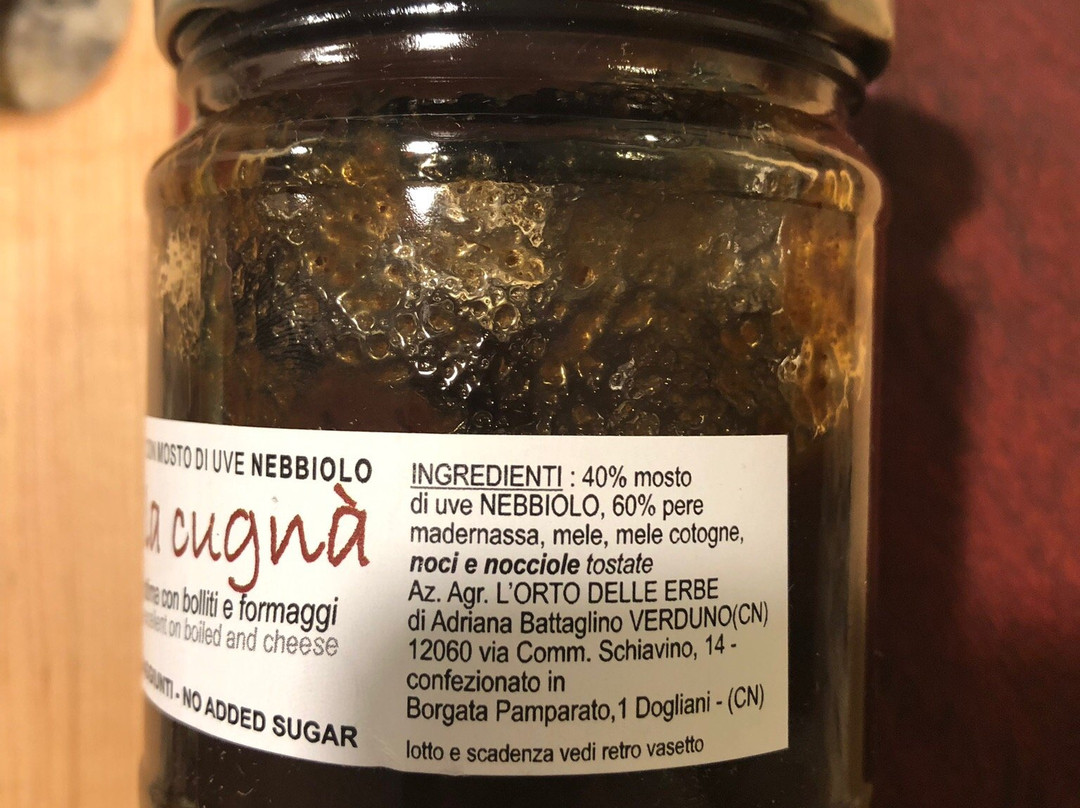 MOSTO DI UVE NEBBIOLO
La cugnà
con bolliti e formaggi
on boiled and cheese
- NO ADDED SUGAR
INGREDIENTI : 40% mosto
di uve NEBBIOLO, 60% pere
madernassa, mele, mele cotogne,
noci e nocciole tostate
Az. Agr. L'ORTO DELLE ERBE
di Adriana Battaglino VERDUNO(CN)
12060 via Comm. Schiavino, 14 -
confezionato in
Borgata Pamparato,1 Dogliani - (CN)
lotto e scadenza vedi retro vasetto